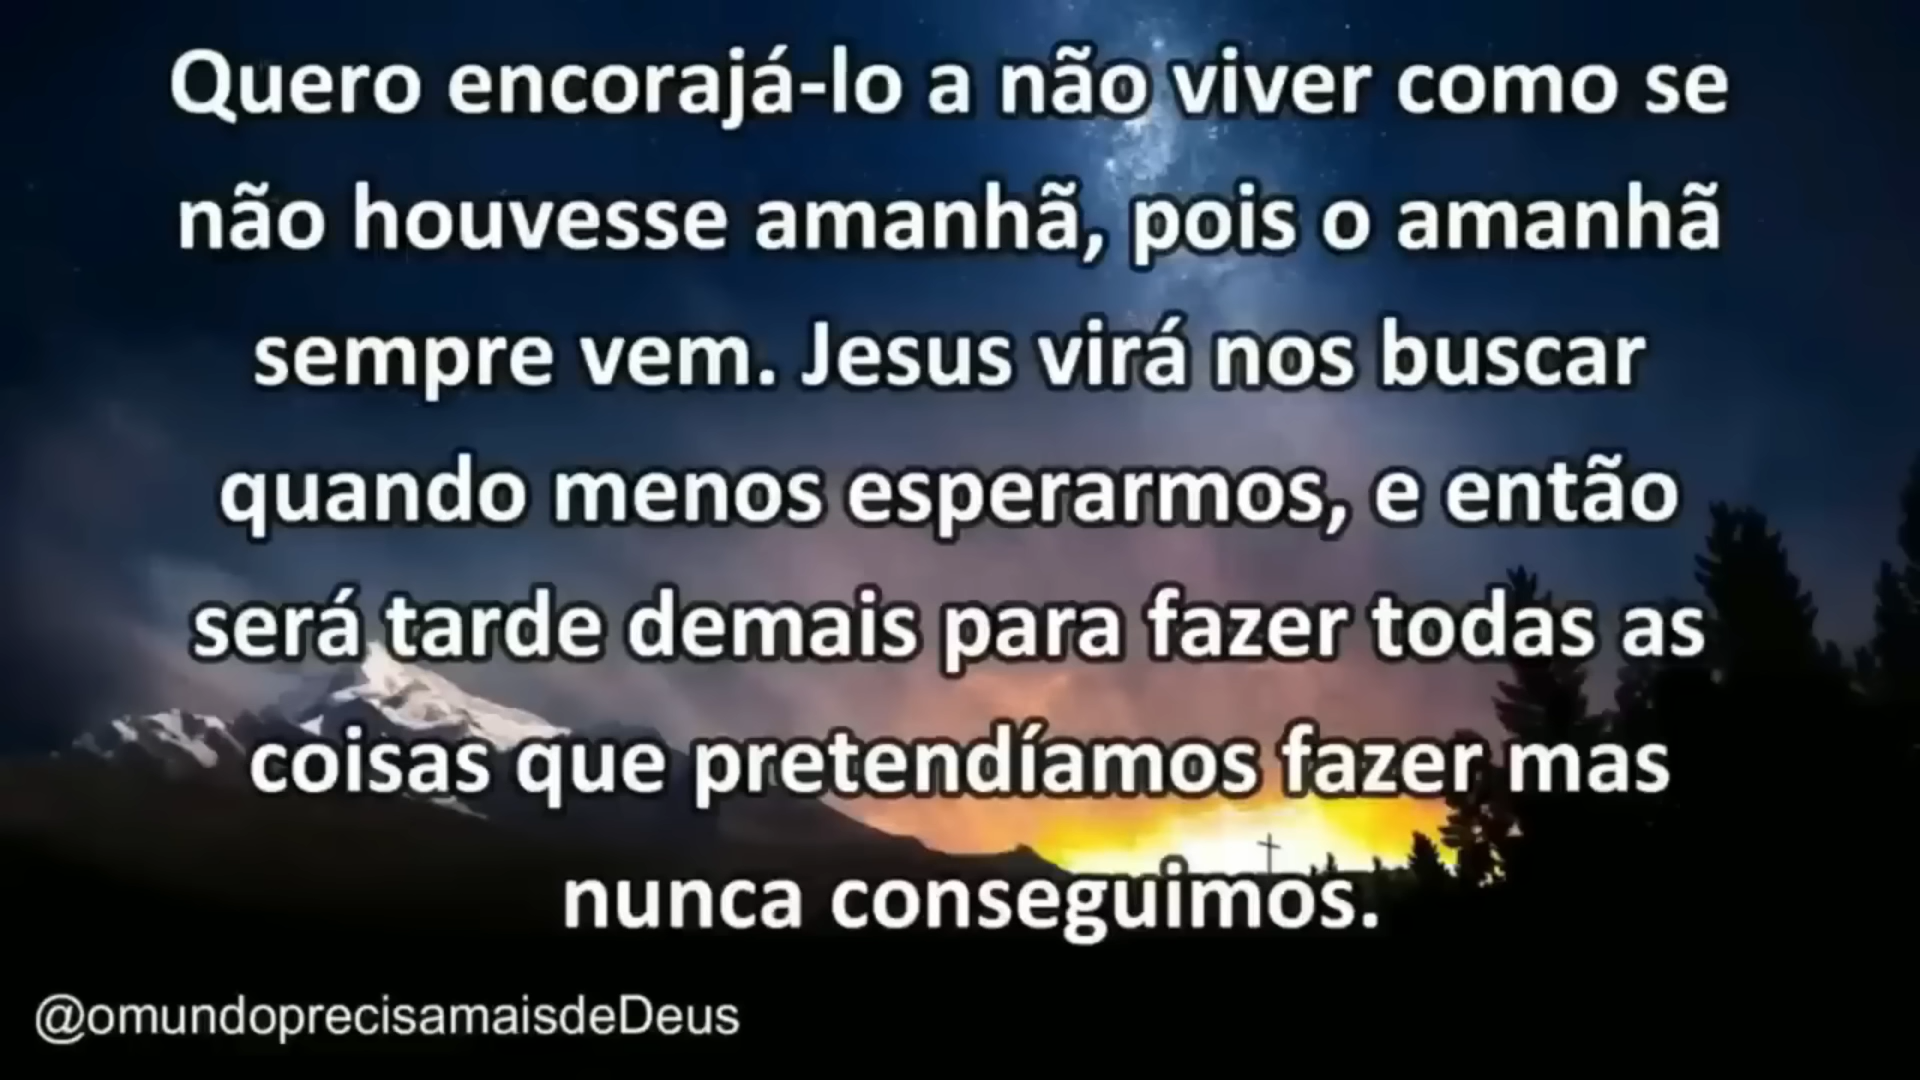 Quero encorajá-lo a não viver como se
não houvesse amanhã, pois o amanhã
sempre vem. Jesus virá nos buscar
quando menos esperarmos, e então
será tarde demais para fazer todas as
coisas que pretendíamos fazer mas
nunca conseguimos.
@omundoprecisamaisdeDeus